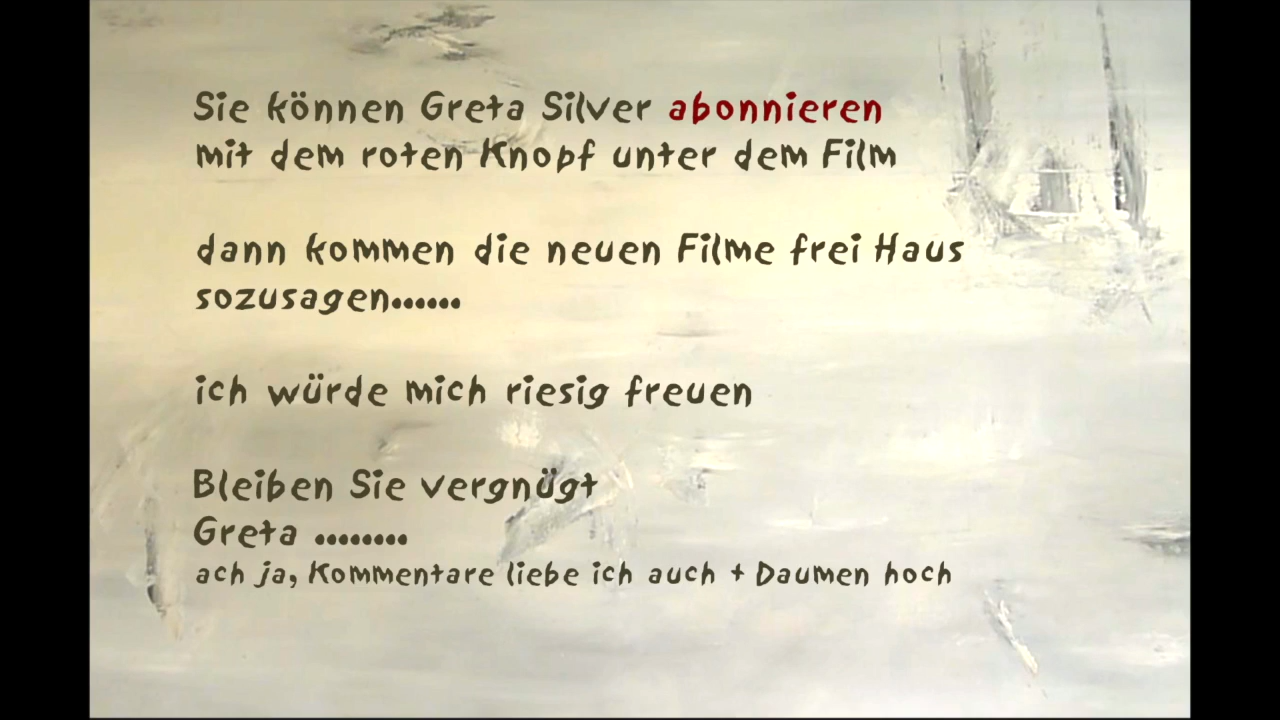 Sie können Greta Silver abonnieren
mit dem roten Knopf unter dem Film
dann kommen die neuen Filme frei Haus
sozusagen......
ich würde mich riesig freuen
Bleiben Sie vergnügt
Greta ........
ach ja, Kommentare liebe ich auch + Daumen hoch